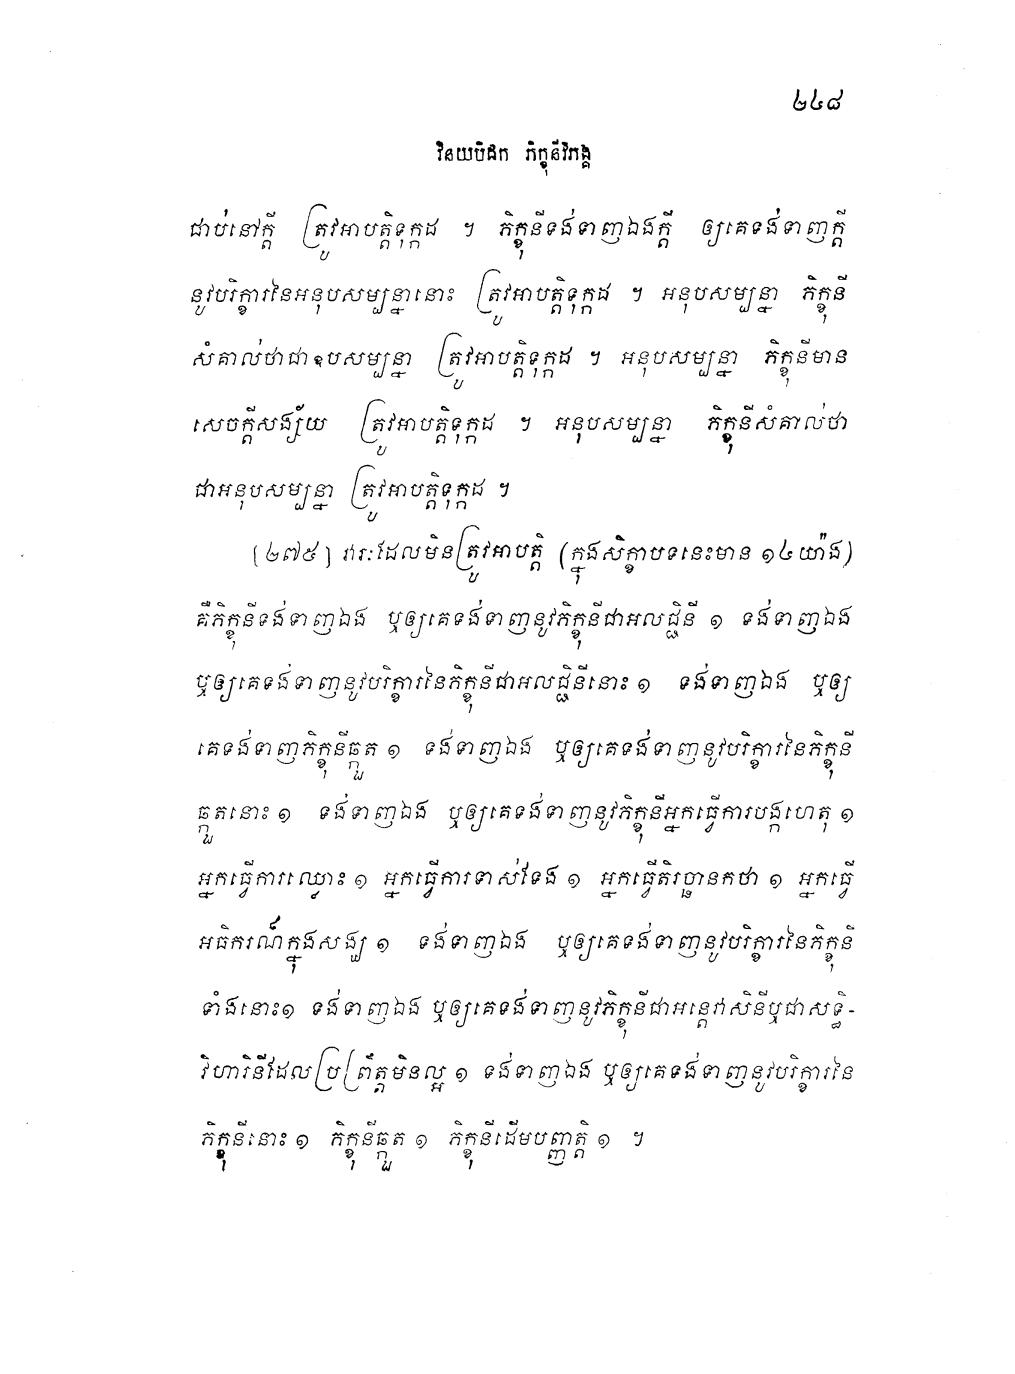 ២៤៨
វិនយបិដក ភិក្ខុនីវិភង្គ
ជាប់នៅក្តី ត្រូវអាបត្តិទុក្កដ ។ ភិក្ខុនីទង់ទាញឯងក្តី ឲ្យគេទង់ទាញក្តី
នូវបរិក្ខារនៃអនុបសម្បន្នានោះ ត្រូវអាបត្តិទុក្កដ ។ អនុបសម្បន្នា ភិក្ខុនី
សំគាល់ថាជាឧបសម្បន្នា ត្រូវអាបត្តិទុក្កដ ។ អនុបសម្បន្នា ភិក្ខុនីមាន
សេចក្តីសង្ស័យ ត្រូវអាបត្តិទុក្កដ ។ អនុបសម្បន្នា ភិក្ខុនីសំគាល់ថា
ជាអនុបសម្បន្នា ត្រូវអាបត្តិទុក្កដ ។
[២៧៥] វារៈដែលមិនត្រូវអាបត្តិ (ក្នុងសិក្ខាបទនេះមាន ១៤យ៉ាង)
គឺភិក្ខុនីទង់ទាញឯង ឬឲ្យគេទង់ទាញនូវភិក្ខុនីជាអលជ្ជិនី ១ ទង់ទាញឯង
ឬឲ្យគេទង់ទាញនូវបរិក្ខារនៃភិក្ខុនីជាអលជ្ជិនីនោះ ១ ទង់ទាញឯង ឬឲ្យ
គេទង់ទាញភិក្ខុនីឆ្កួត ១ ទង់ទាញឯង ឬឲ្យគេទង់ទាញនូវបរិក្ខារនៃភិក្ខុនី
ឆ្កួតនោះ ១ ទង់ទាញឯង ឬឲ្យគេទង់ទាញនូវភិក្ខុនីអ្នកធ្វើការបង្កហេតុ ១
អ្នកធ្វើការឈ្លោះ ១ អ្នកធ្វើការទាស់ទែង ១ អ្នកធ្វើតិរច្ឆានកថា ១ អ្នកធ្វើ
អធិករណ៍ក្នុងសង្ឃ ១ ទង់ទាញឯង ឬឲ្យគេទង់ទាញនូវបរិក្ខារនៃភិក្ខុនី
ទាំងនោះ១ ទង់ទាញឯង ឬឲ្យគេទង់ទាញនូវភិក្ខុនីជាអន្តេវាសិនីឬជាសទ្ធិ-
វិហារិនីដែលប្រព្រឹត្តមិនល្អ ១ ទង់ទាញឯង ឬឲ្យគេទង់ទាញនូវបរិក្ខារនៃ
ភិក្ខុនីនោះ ១ ភិក្ខុនីឆ្កួត ១ ភិក្ខុនីដើមបញ្ញត្តិ ១ ។